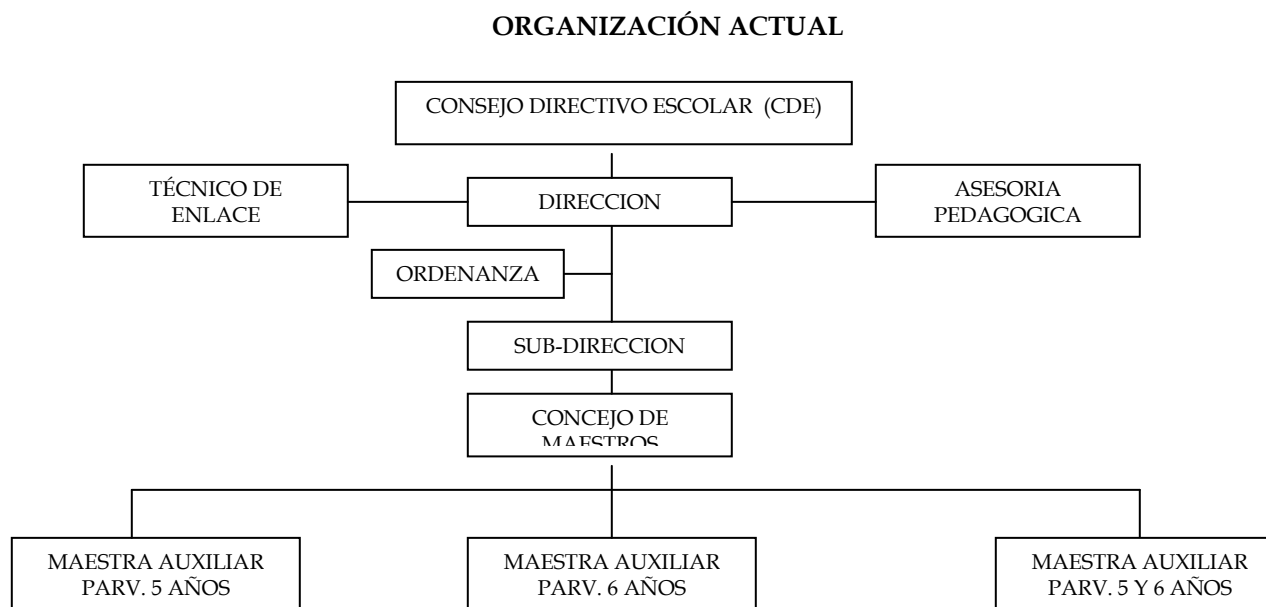 ORGANIZACIÓN ACTUAL
CONSEJO DIRECTIVO ESCOLAR (CDE)
TÉCNICO DE
ENLACE
DIRECCION
ASESORIA
PEDAGOGICA
ORDENANZA
SUB-DIRECCION
CONCEJO DE
MAESTROS
MAESTRA AUXILIAR
PARV. 5 AÑOS
MAESTRA AUXILIAR
PARV. 6 AÑOS
MAESTRA AUXILIAR
PARV. 5 Y 6 AÑOS